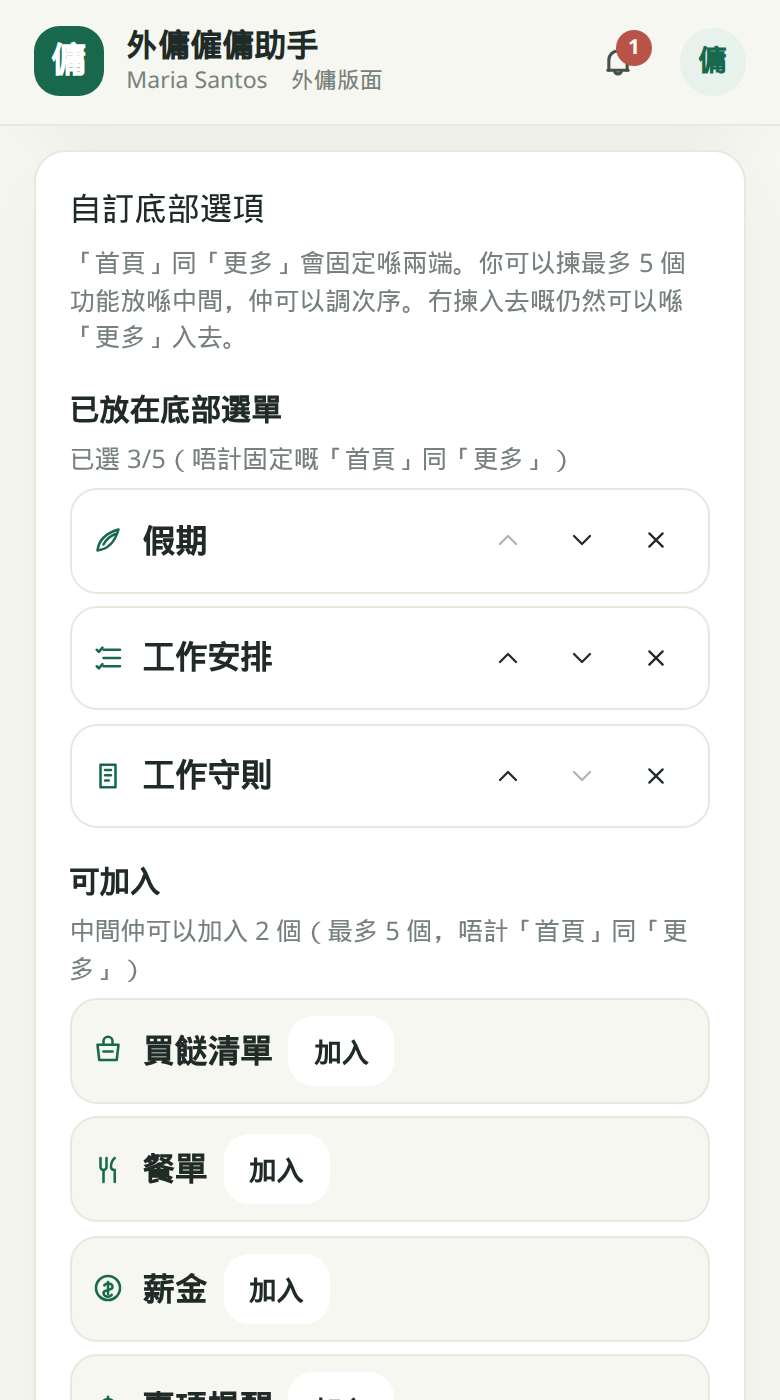 傭
外傭僱傭助手
Maria Santos 外傭版面
1
傭
自訂底部選項
「首頁」同「更多」會固定喺兩端。你可以揀最多 5 個
功能放喺中間，仲可以調次序。冇揀入去嘅仍然可以喺
「更多」入去。
已放在底部選單
已選 3/5（唔計固定嘅「首頁」同「更多」）
假期
工作安排
工作守則
可加入
中間仲可以加入 2 個（最多 5 個，唔計「首頁」同「更
多」）
買餸清單 加入
餐單 加入
薪金 加入